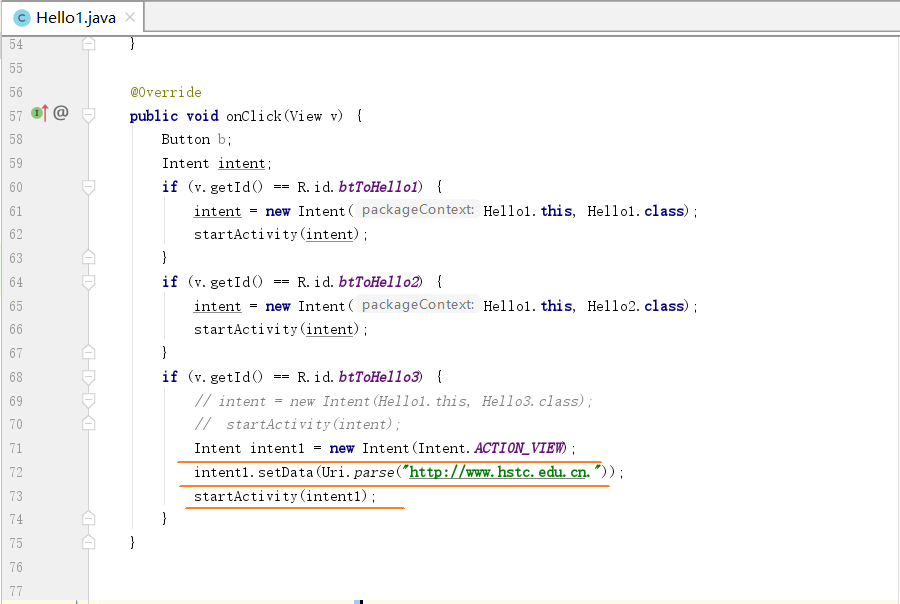 Hello1.java
54 }
55
56 @Override
57 public void onClick(View v) {
58 Button b;
59 Intent intent;
60 if (v.getId() == R.id.btToHello1) {
61 intent = new Intent( packageContext: Hello1.this, Hello1.class);
62 startActivity(intent);
63 }
64 if (v.getId() == R.id.btToHello2) {
65 intent = new Intent( packageContext: Hello1.this, Hello2.class);
66 startActivity(intent);
67 }
68 if (v.getId() == R.id.btToHello3) {
69 // intent = new Intent(Hello1.this, Hello3.class);
70 // startActivity(intent);
71 Intent intent1 = new Intent(Intent.ACTION_VIEW);
72 intent1.setData(Uri.parse("http://www.hstc.edu.cn."));
73 startActivity(intent1);
74 }
75 }
76
77